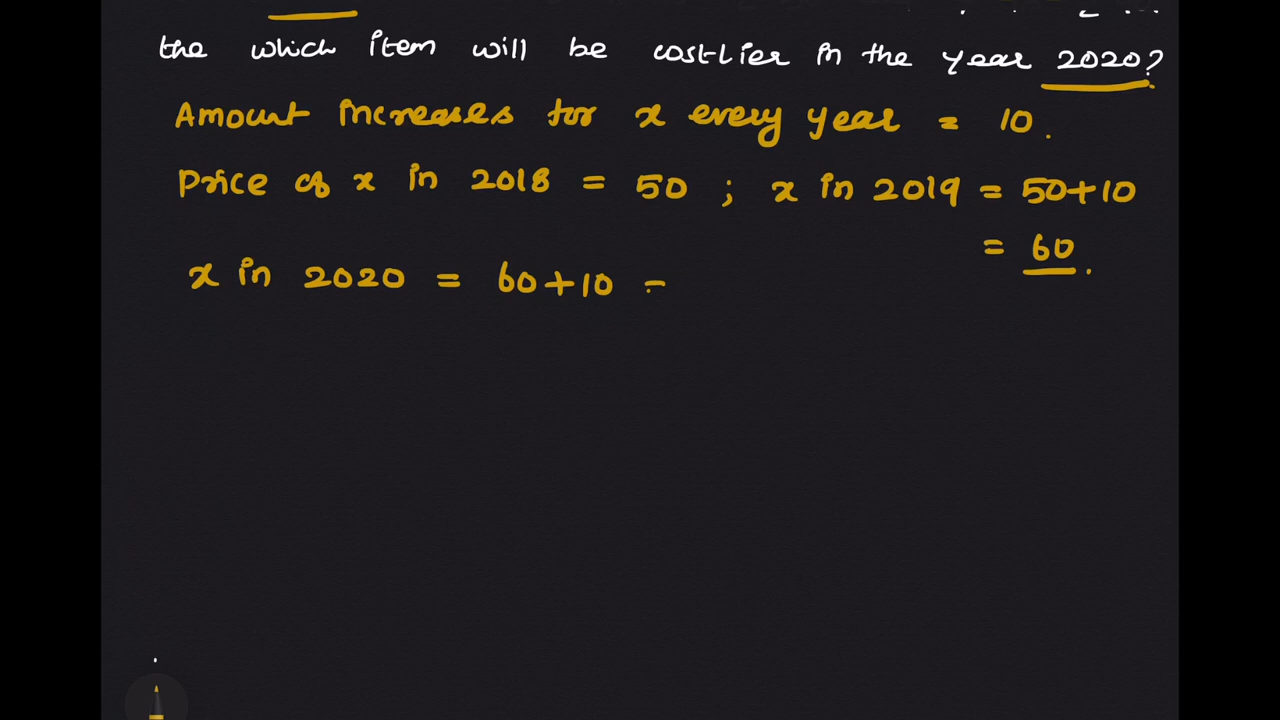 the which item will be costlier in the year 2020?
Amount increases for x every year = 10.
Price of x in 2018 = 50 ; x in 2019 = 50+10
= 60.
x in 2020 = 60+10 =